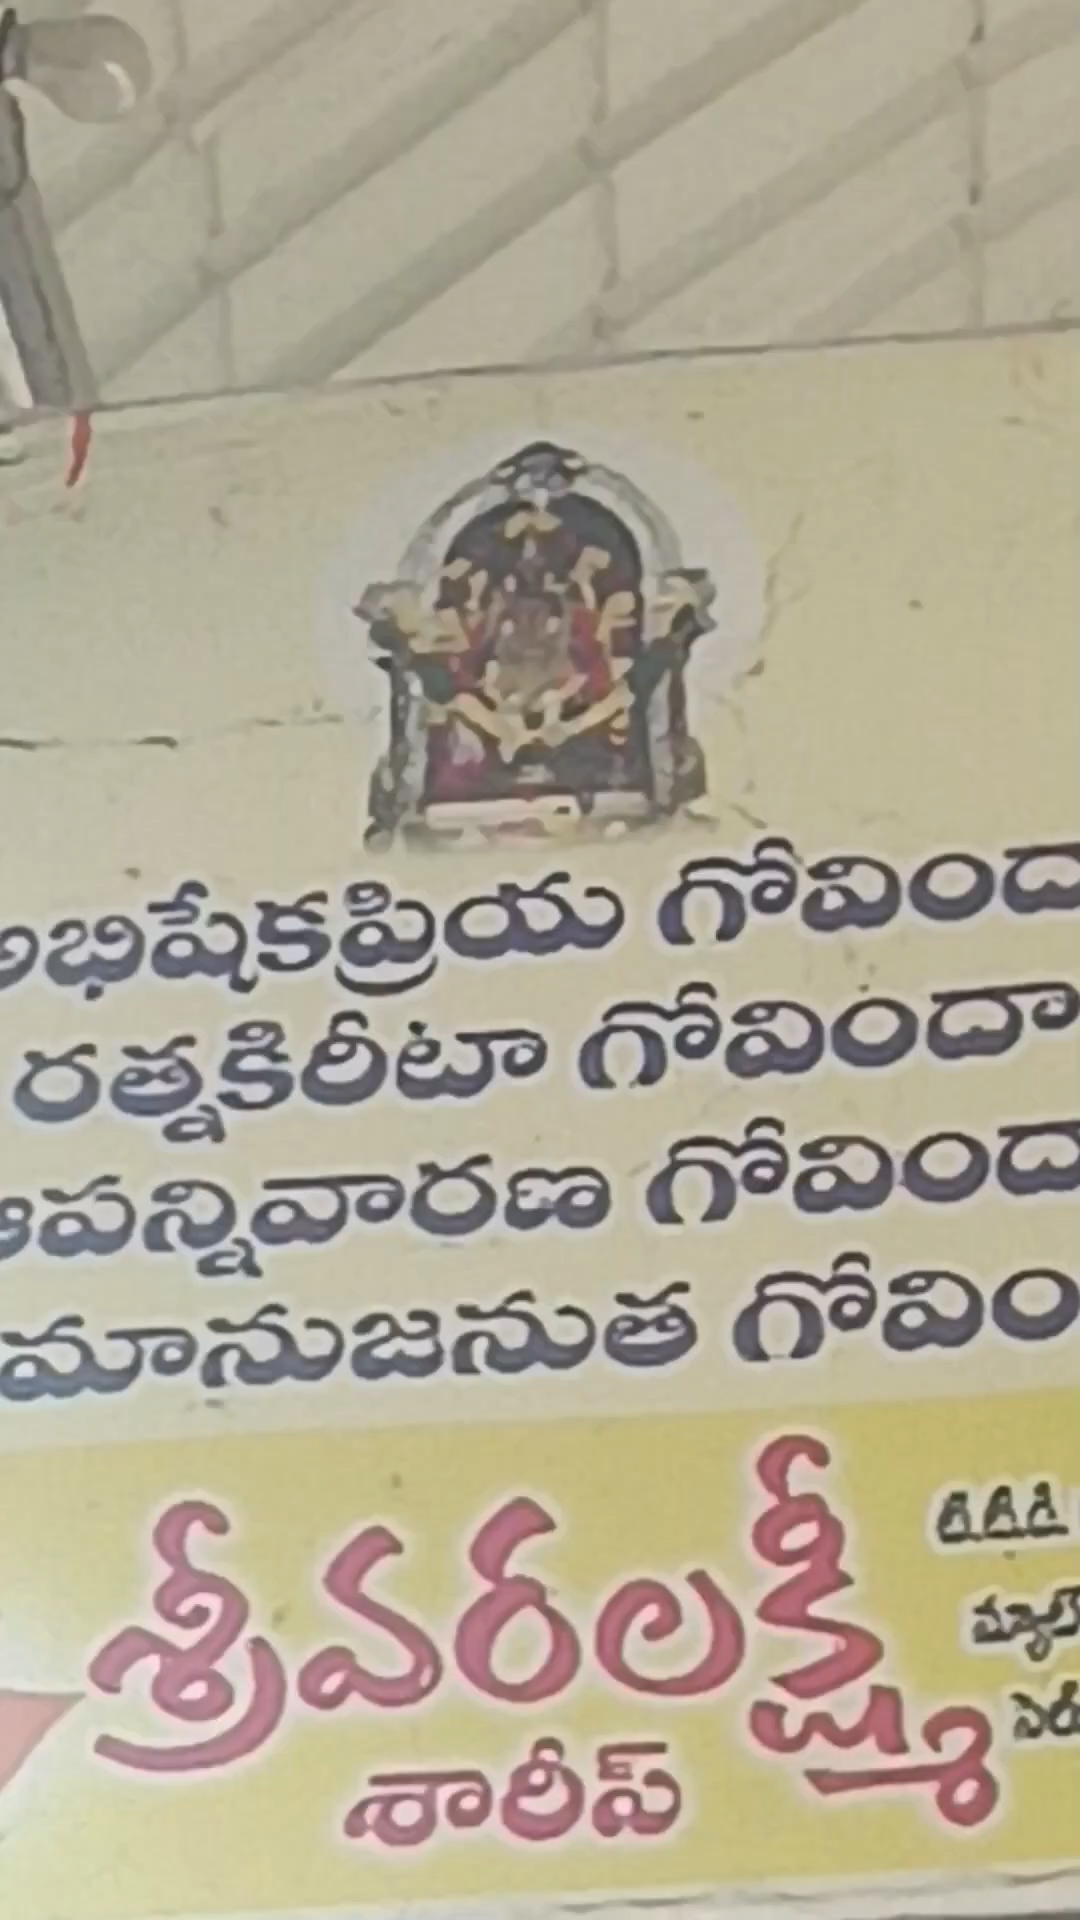 అభిషేకప్రియ గోవిందా
రత్నకిరీటా గోవిందా
ఆపన్నివారణ గోవిందా
మానుజనుత గోవిం
శ్రీవరలక్ష్మీ
శారీస్